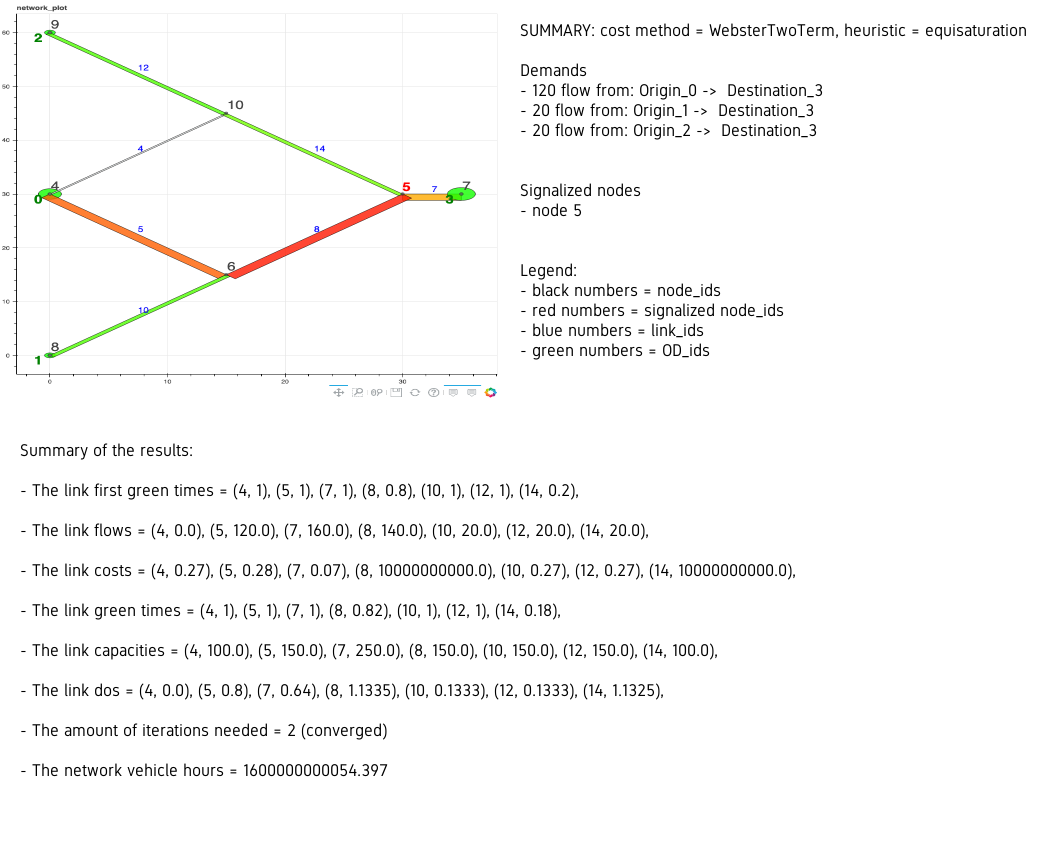 network_plot
SUMMARY: cost method = WebsterTwoTerm, heuristic = equisaturation
Demands
- 120 flow from: Origin_0 -> Destination_3
- 20 flow from: Origin_1 -> Destination_3
- 20 flow from: Origin_2 -> Destination_3
Signalized nodes
- node 5
Legend:
- black numbers = node_ids
- red numbers = signalized node_ids
- blue numbers = link_ids
- green numbers = OD_ids
60
50
40
30
20
10
0
0
10
20
30
9
2
12
10
4
14
4
0
5
7
3
7
5
8
6
10
8
1
Summary of the results:
- The link first green times = (4, 1), (5, 1), (7, 1), (8, 0.8), (10, 1), (12, 1), (14, 0.2),
- The link flows = (4, 0.0), (5, 120.0), (7, 160.0), (8, 140.0), (10, 20.0), (12, 20.0), (14, 20.0),
- The link costs = (4, 0.27), (5, 0.28), (7, 0.07), (8, 10000000000.0), (10, 0.27), (12, 0.27), (14, 10000000000.0),
- The link green times = (4, 1), (5, 1), (7, 1), (8, 0.82), (10, 1), (12, 1), (14, 0.18),
- The link capacities = (4, 100.0), (5, 150.0), (7, 250.0), (8, 150.0), (10, 150.0), (12, 150.0), (14, 100.0),
- The link dos = (4, 0.0), (5, 0.8), (7, 0.64), (8, 1.1335), (10, 0.1333), (12, 0.1333), (14, 1.1325),
- The amount of iterations needed = 2 (converged)
- The network vehicle hours = 1600000000054.397